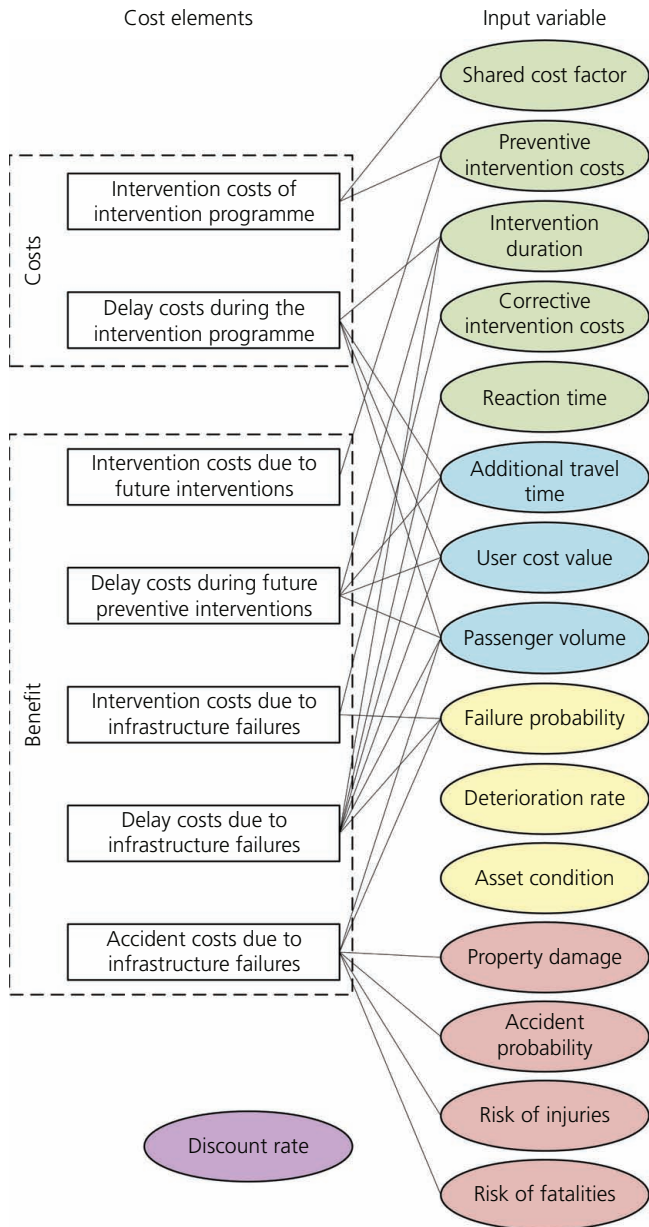 Cost elements
Input variable
Costs
Intervention costs of
intervention programme
Delay costs during the
intervention programme
Benefit
Intervention costs due to
future interventions
Delay costs during future
preventive interventions
Intervention costs due to
infrastructure failures
Delay costs due to
infrastructure failures
Accident costs due to
infrastructure failures
Discount rate
Shared cost factor
Preventive
intervention costs
Intervention
duration
Corrective
intervention costs
Reaction time
Additional travel
time
User cost value
Passenger volume
Failure probability
Deterioration rate
Asset condition
Property damage
Accident
probability
Risk of injuries
Risk of fatalities